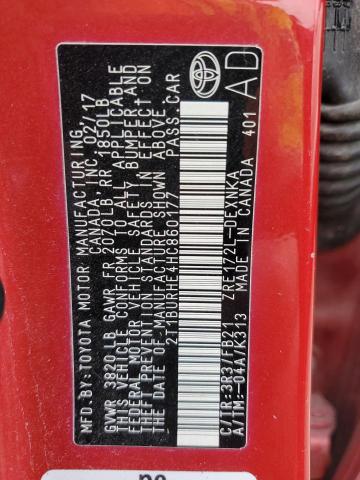 MFD.BY:TOYOTA MOTOR MANUFACTURING,
CANADA, INC. 02/17
GVWR 3820LB GAWR FR 2070LB RR 1850LB
THIS VEHICLE CONFORMS TO ALL APPLICABLE
FEDERAL MOTOR VEHICLE SAFETY, BUMPER, AND
THEFT PREVENTION STANDARDS IN EFFECT ON
THE DATE OF MANUFACTURE SHOWN ABOVE.
2T1BURHE4HC860177 PASS.CAR
C/TR:3R3/FB21 ZRE172L-DEXNKA
A/TM:-04A/K313 MADE IN CANADA 401
AD